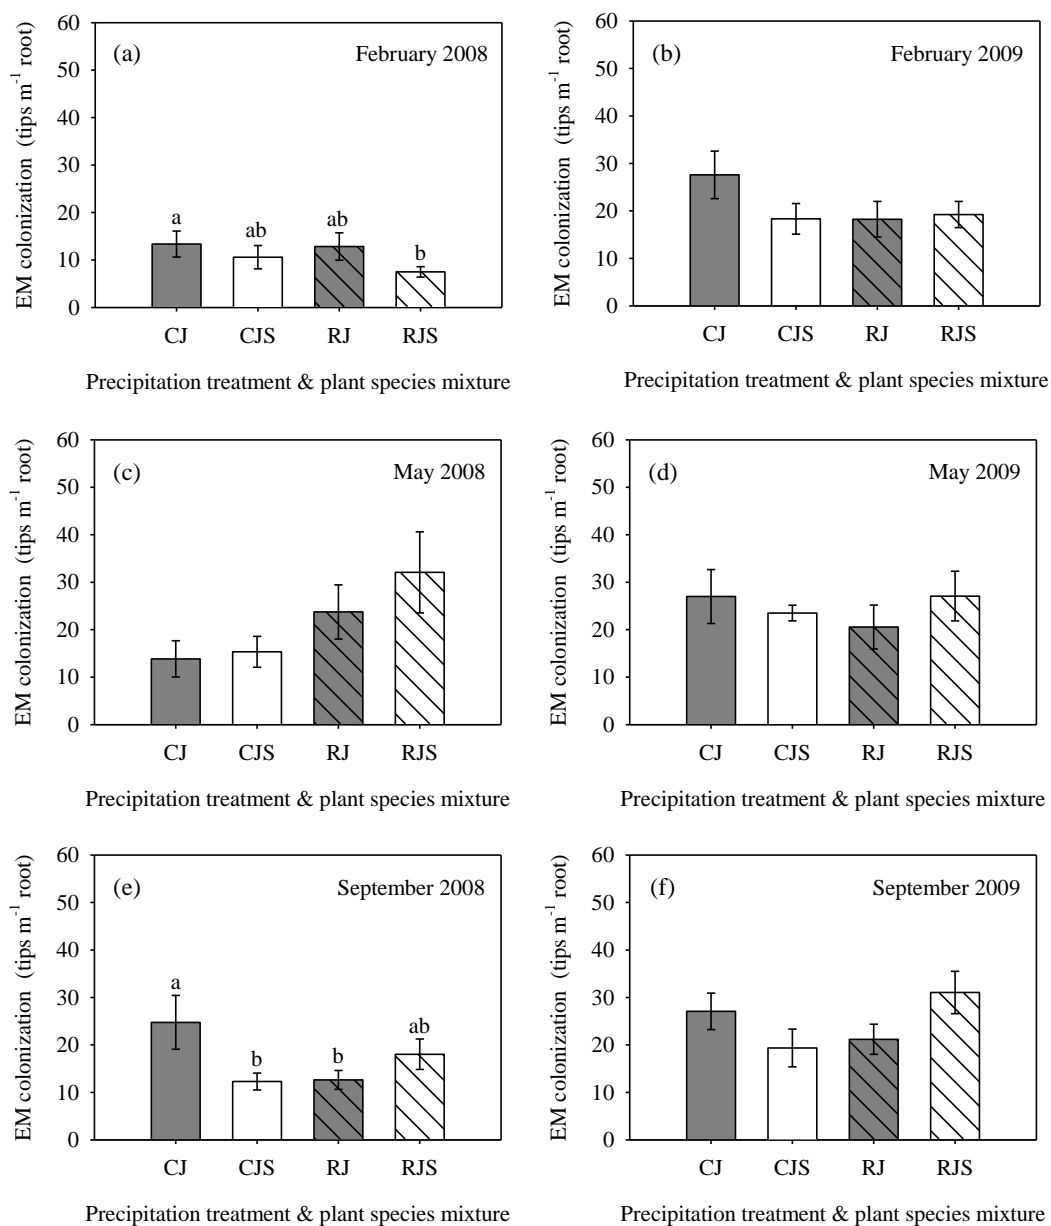 EM colonization (tips m⁻¹ root)
60
50
40
30
20
10
0
(a)
February 2008
a
ab
ab
b
CJ CJS RJ RJS
Precipitation treatment & plant species mixture
EM colonization (tips m⁻¹ root)
60
50
40
30
20
10
0
(b)
February 2009
CJ CJS RJ RJS
Precipitation treatment & plant species mixture
EM colonization (tips m⁻¹ root)
60
50
40
30
20
10
0
(c)
May 2008
CJ CJS RJ RJS
Precipitation treatment & plant species mixture
EM colonization (tips m⁻¹ root)
60
50
40
30
20
10
0
(d)
May 2009
CJ CJS RJ RJS
Precipitation treatment & plant species mixture
EM colonization (tips m⁻¹ root)
60
50
40
30
20
10
0
(e)
September 2008
a
b
b
ab
CJ CJS RJ RJS
Precipitation treatment & plant species mixture
EM colonization (tips m⁻¹ root)
60
50
40
30
20
10
0
(f)
September 2009
CJ CJS RJ RJS
Precipitation treatment & plant species mixture